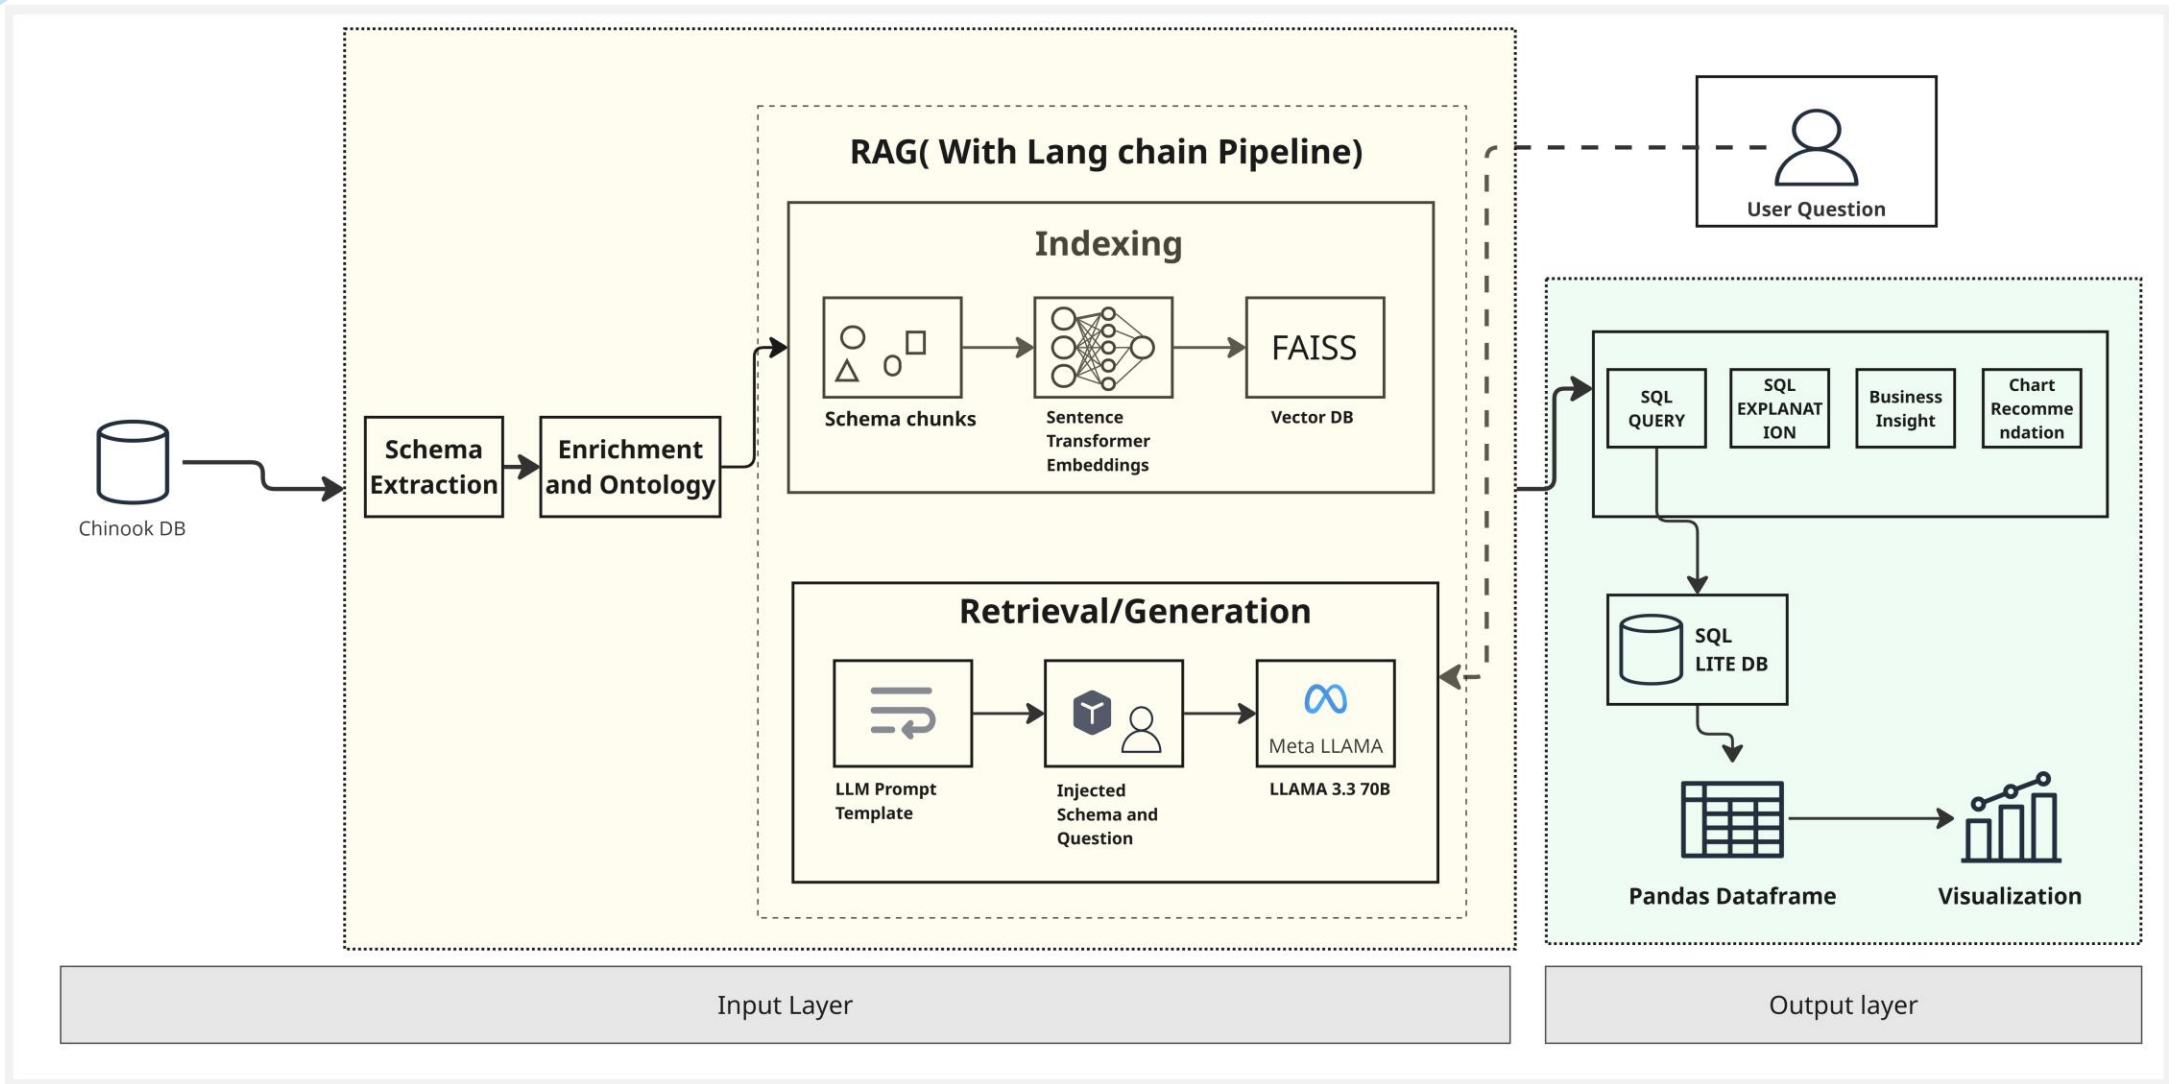 RAG( With Lang chain Pipeline)
User Question
Indexing
FAISS
Schema chunks
Sentence
Transformer
Embeddings
Vector DB
Chinook DB
Schema
Extraction
Enrichment
and Ontology
Retrieval/Generation
Meta LLAMA
LLM Prompt
Template
Injected
Schema and
Question
LLAMA 3.3 70B
SQL
QUERY
SQL
EXPLANAT
ION
Business
Insight
Chart
Recomme
ndation
SQL
LITE DB
Pandas Dataframe
Visualization
Input Layer
Output layer